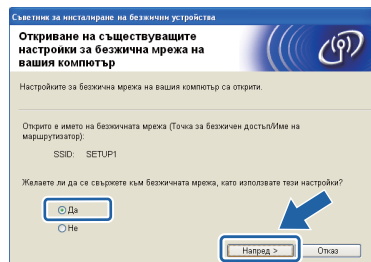 Съветник за инсталиране на безжични устройства
Откриване на съществуващите
настройки за безжична мрежа на
вашия компютър
Настройките за безжична мрежа на вашия компютър са открити.
Открито е името на безжичната мрежа (Точка за безжичен достъп/Име на
маршрутизатор):
SSID: SETUP1
Желаете ли да се свържете към безжичната мрежа, като използвате тези настройки?
Да
Не
Напред >
Отказ